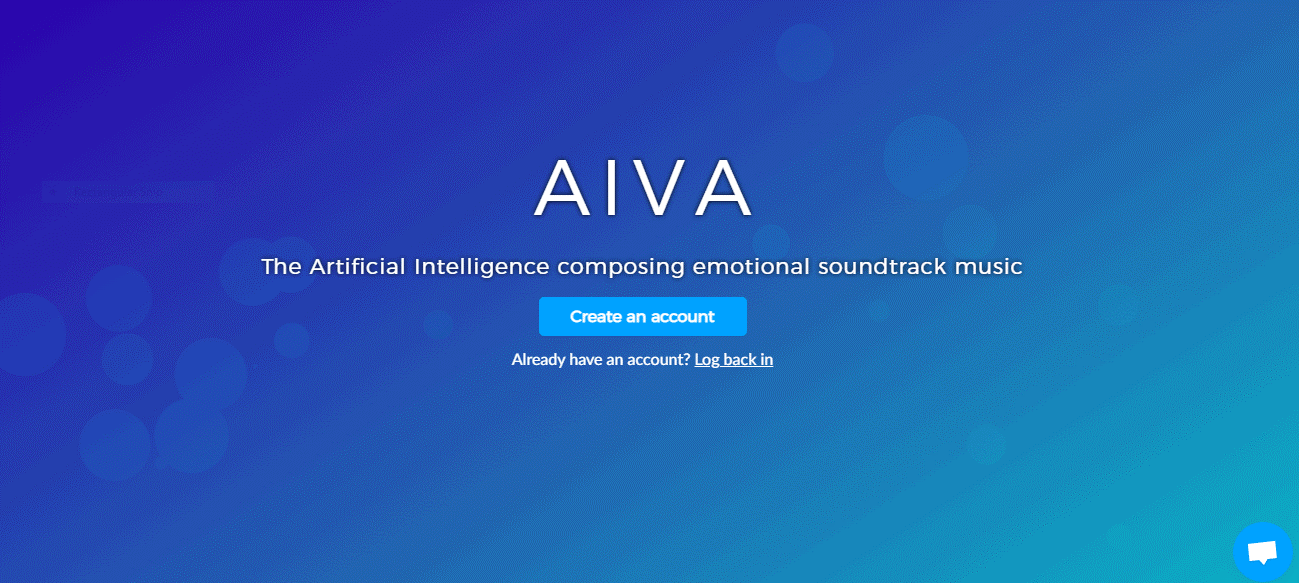 AIVA
The Artificial Intelligence composing emotional soundtrack music
Create an account
Already have an account? Log back in